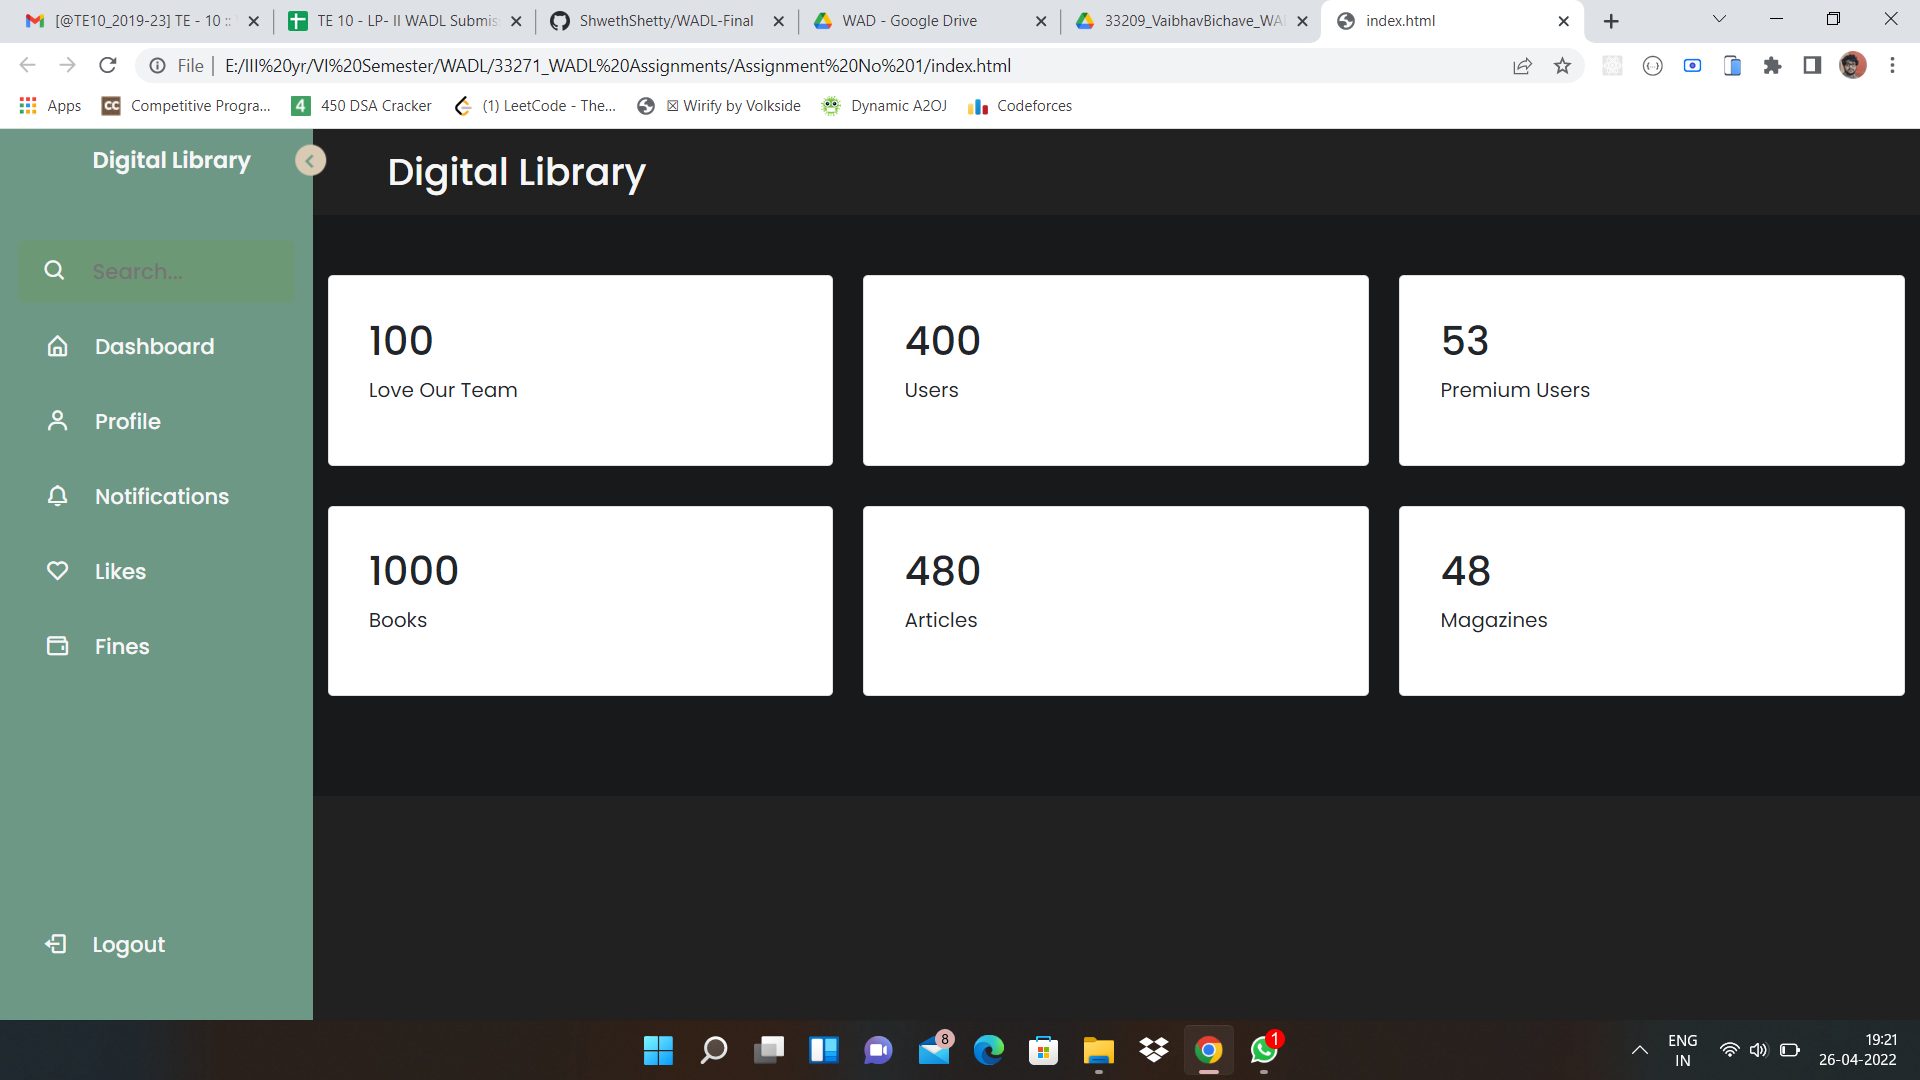 [@TE10_2019-23] TE - 10 ::
TE 10 - LP- II WADL Submis
ShwethShetty/WADL-Final
WAD - Google Drive
33209_VaibhavBichave_WA
index.html
File
E:/III%20yr/VI%20Semester/WADL/33271_WADL%20Assignments/Assignment%20No%201/index.html
Apps
CC
Competitive Progra...
4
450 DSA Cracker
(1) LeetCode - The...
☒ Wirify by Volkside
Dynamic A2OJ
Codeforces
Digital Library
Search...
Dashboard
Profile
Notifications
Likes
Fines
Logout
Digital Library
100
Love Our Team
400
Users
53
Premium Users
1000
Books
480
Articles
48
Magazines
8
1
ENG
IN
19:21
26-04-2022